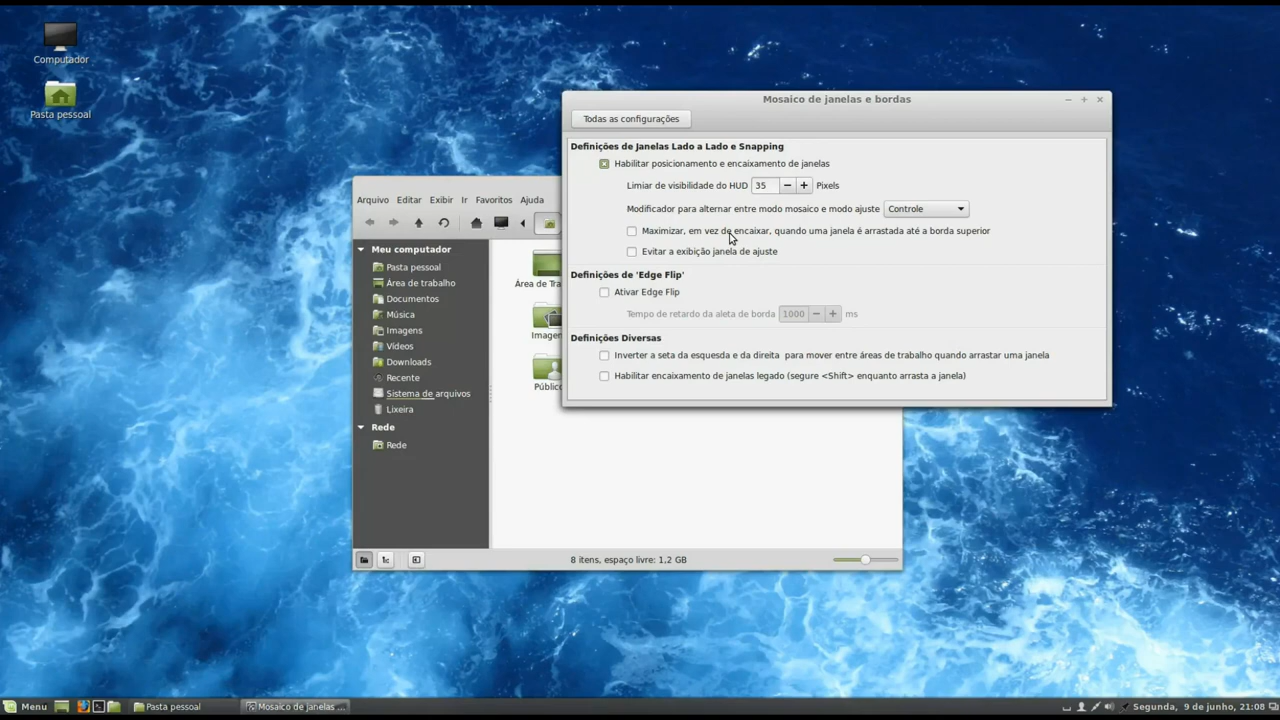 Computador
Pasta pessoal
Mosaico de janelas e bordas
Todas as configurações
Definições de Janelas Lado a Lado e Snapping
Habilitar posicionamento e encaixamento de janelas
Limiar de visibilidade do HUD 35 − + Pixels
Modificador para alternar entre modo mosaico e modo ajuste Controle
Maximizar, em vez de encaixar, quando uma janela é arrastada até a borda superior
Evitar a exibição janela de ajuste
Definições de 'Edge Flip'
Ativar Edge Flip
Tempo de retardo da aleta de borda 1000 − + ms
Definições Diversas
Inverter a seta da esquesda e da direita para mover entre áreas de trabalho quando arrastar uma janela
Habilitar encaixamento de janelas legado (segure <Shift> enquanto arrasta a janela)
Arquivo Editar Exibir Ir Favoritos Ajuda
Meu computador
Pasta pessoal
Área de trabalho
Documentos
Música
Imagens
Vídeos
Downloads
Recente
Sistema de arquivos
Lixeira
Rede
Rede
Área de Tra
Imagen
Públic
8 itens, espaço livre: 1,2 GB
Menu
Pasta pessoal
Mosaico de janelas ...
Segunda, 9 de junho, 21:08